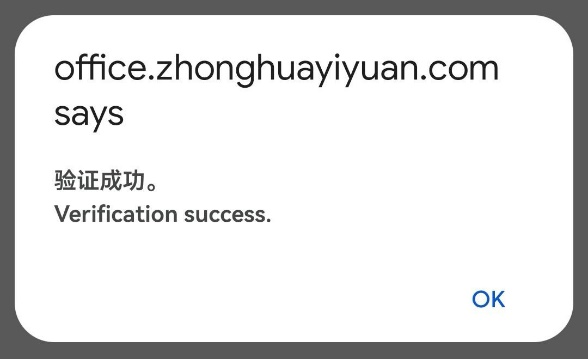 office.zhonghuayiyuan.com
says
验证成功。
Verification success.
OK